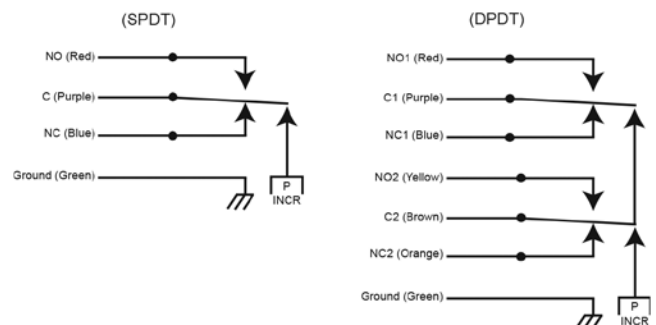 (SPDT)
NO (Red)
C (Purple)
NC (Blue)
Ground (Green)
P
INCR
(DPDT)
NO1 (Red)
C1 (Purple)
NC1 (Blue)
NO2 (Yellow)
C2 (Brown)
NC2 (Orange)
Ground (Green)
P
INCR